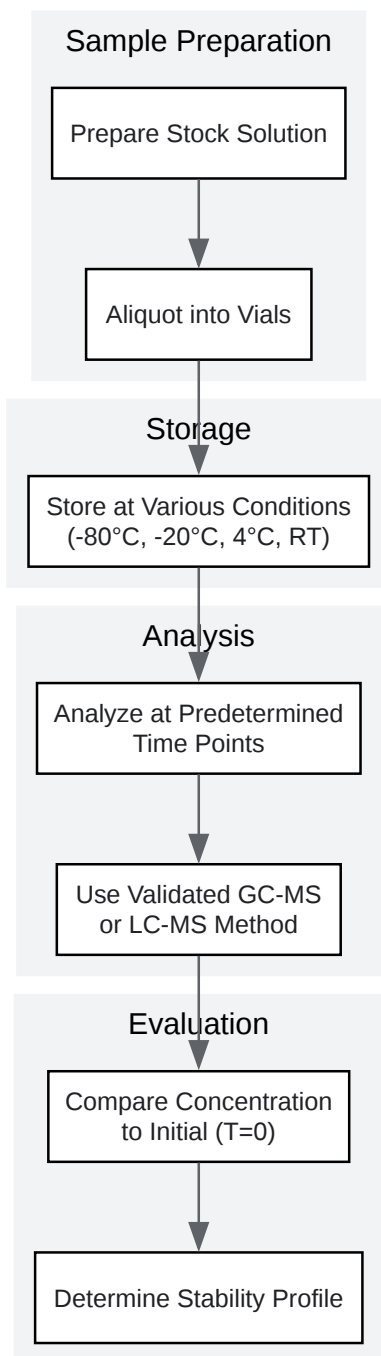 Sample Preparation
Prepare Stock Solution
Aliquot into Vials
Storage
Store at Various Conditions
(-80°C, -20°C, 4°C, RT)
Analysis
Analyze at Predetermined
Time Points
Use Validated GC-MS
or LC-MS Method
Evaluation
Compare Concentration
to Initial (T=0)
Determine Stability Profile